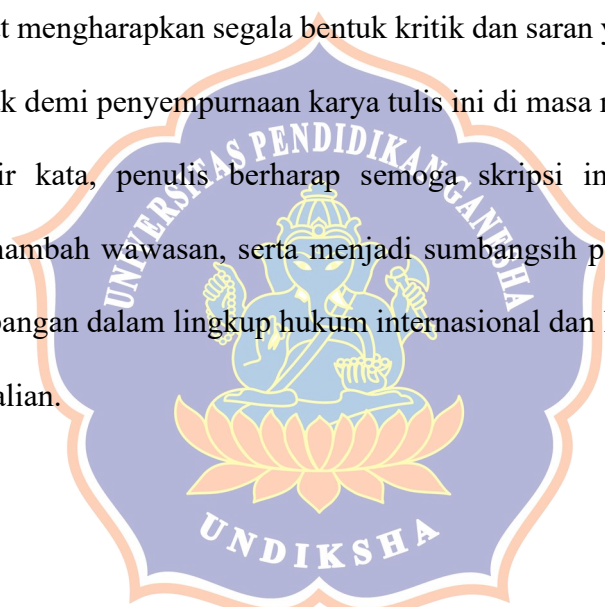 t mengharapkan segala bentuk kritik dan saran y
k demi penyempurnaan karya tulis ini di masa
ir kata, penulis berharap semoga skripsi in
nambah wawasan, serta menjadi sumbangsih p
bangan dalam lingkup hukum internasional dan
alian.
UNIVERSITAS PENDIDIKAN GANESHA
UNDIKSHA